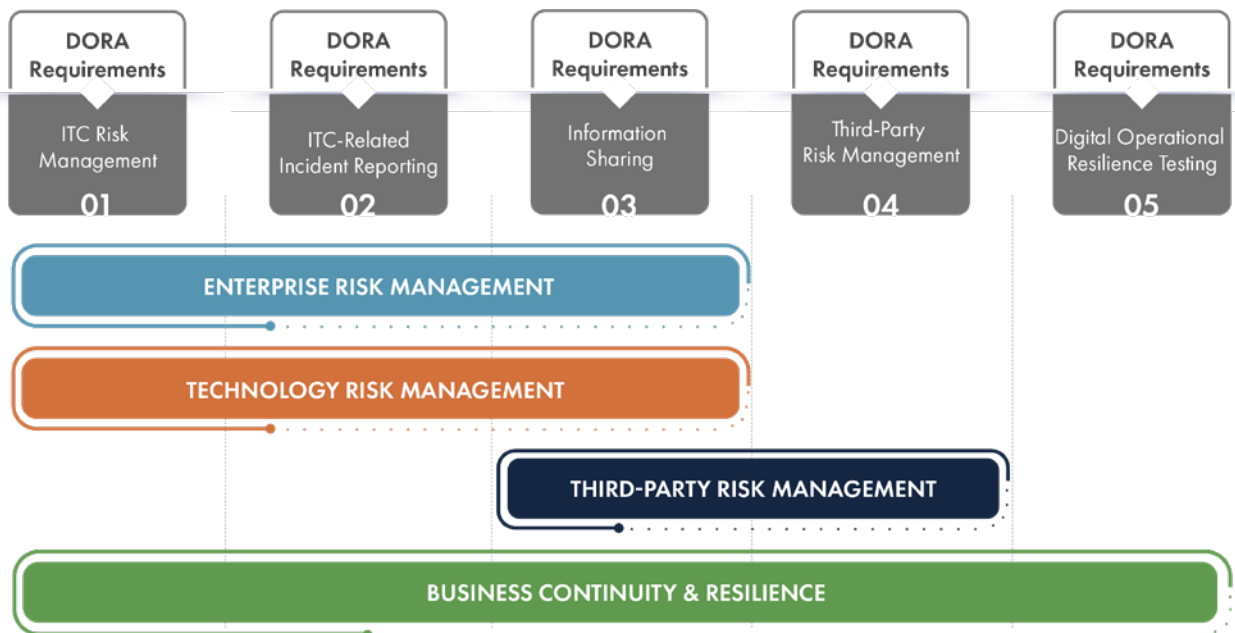 DORA
Requirements
ITC Risk
Management
01
DORA
Requirements
ITC-Related
Incident Reporting
02
DORA
Requirements
Information
Sharing
03
DORA
Requirements
Third-Party
Risk Management
04
DORA
Requirements
Digital Operational
Resilience Testing
05
ENTERPRISE RISK MANAGEMENT
TECHNOLOGY RISK MANAGEMENT
THIRD-PARTY RISK MANAGEMENT
BUSINESS CONTINUITY & RESILIENCE